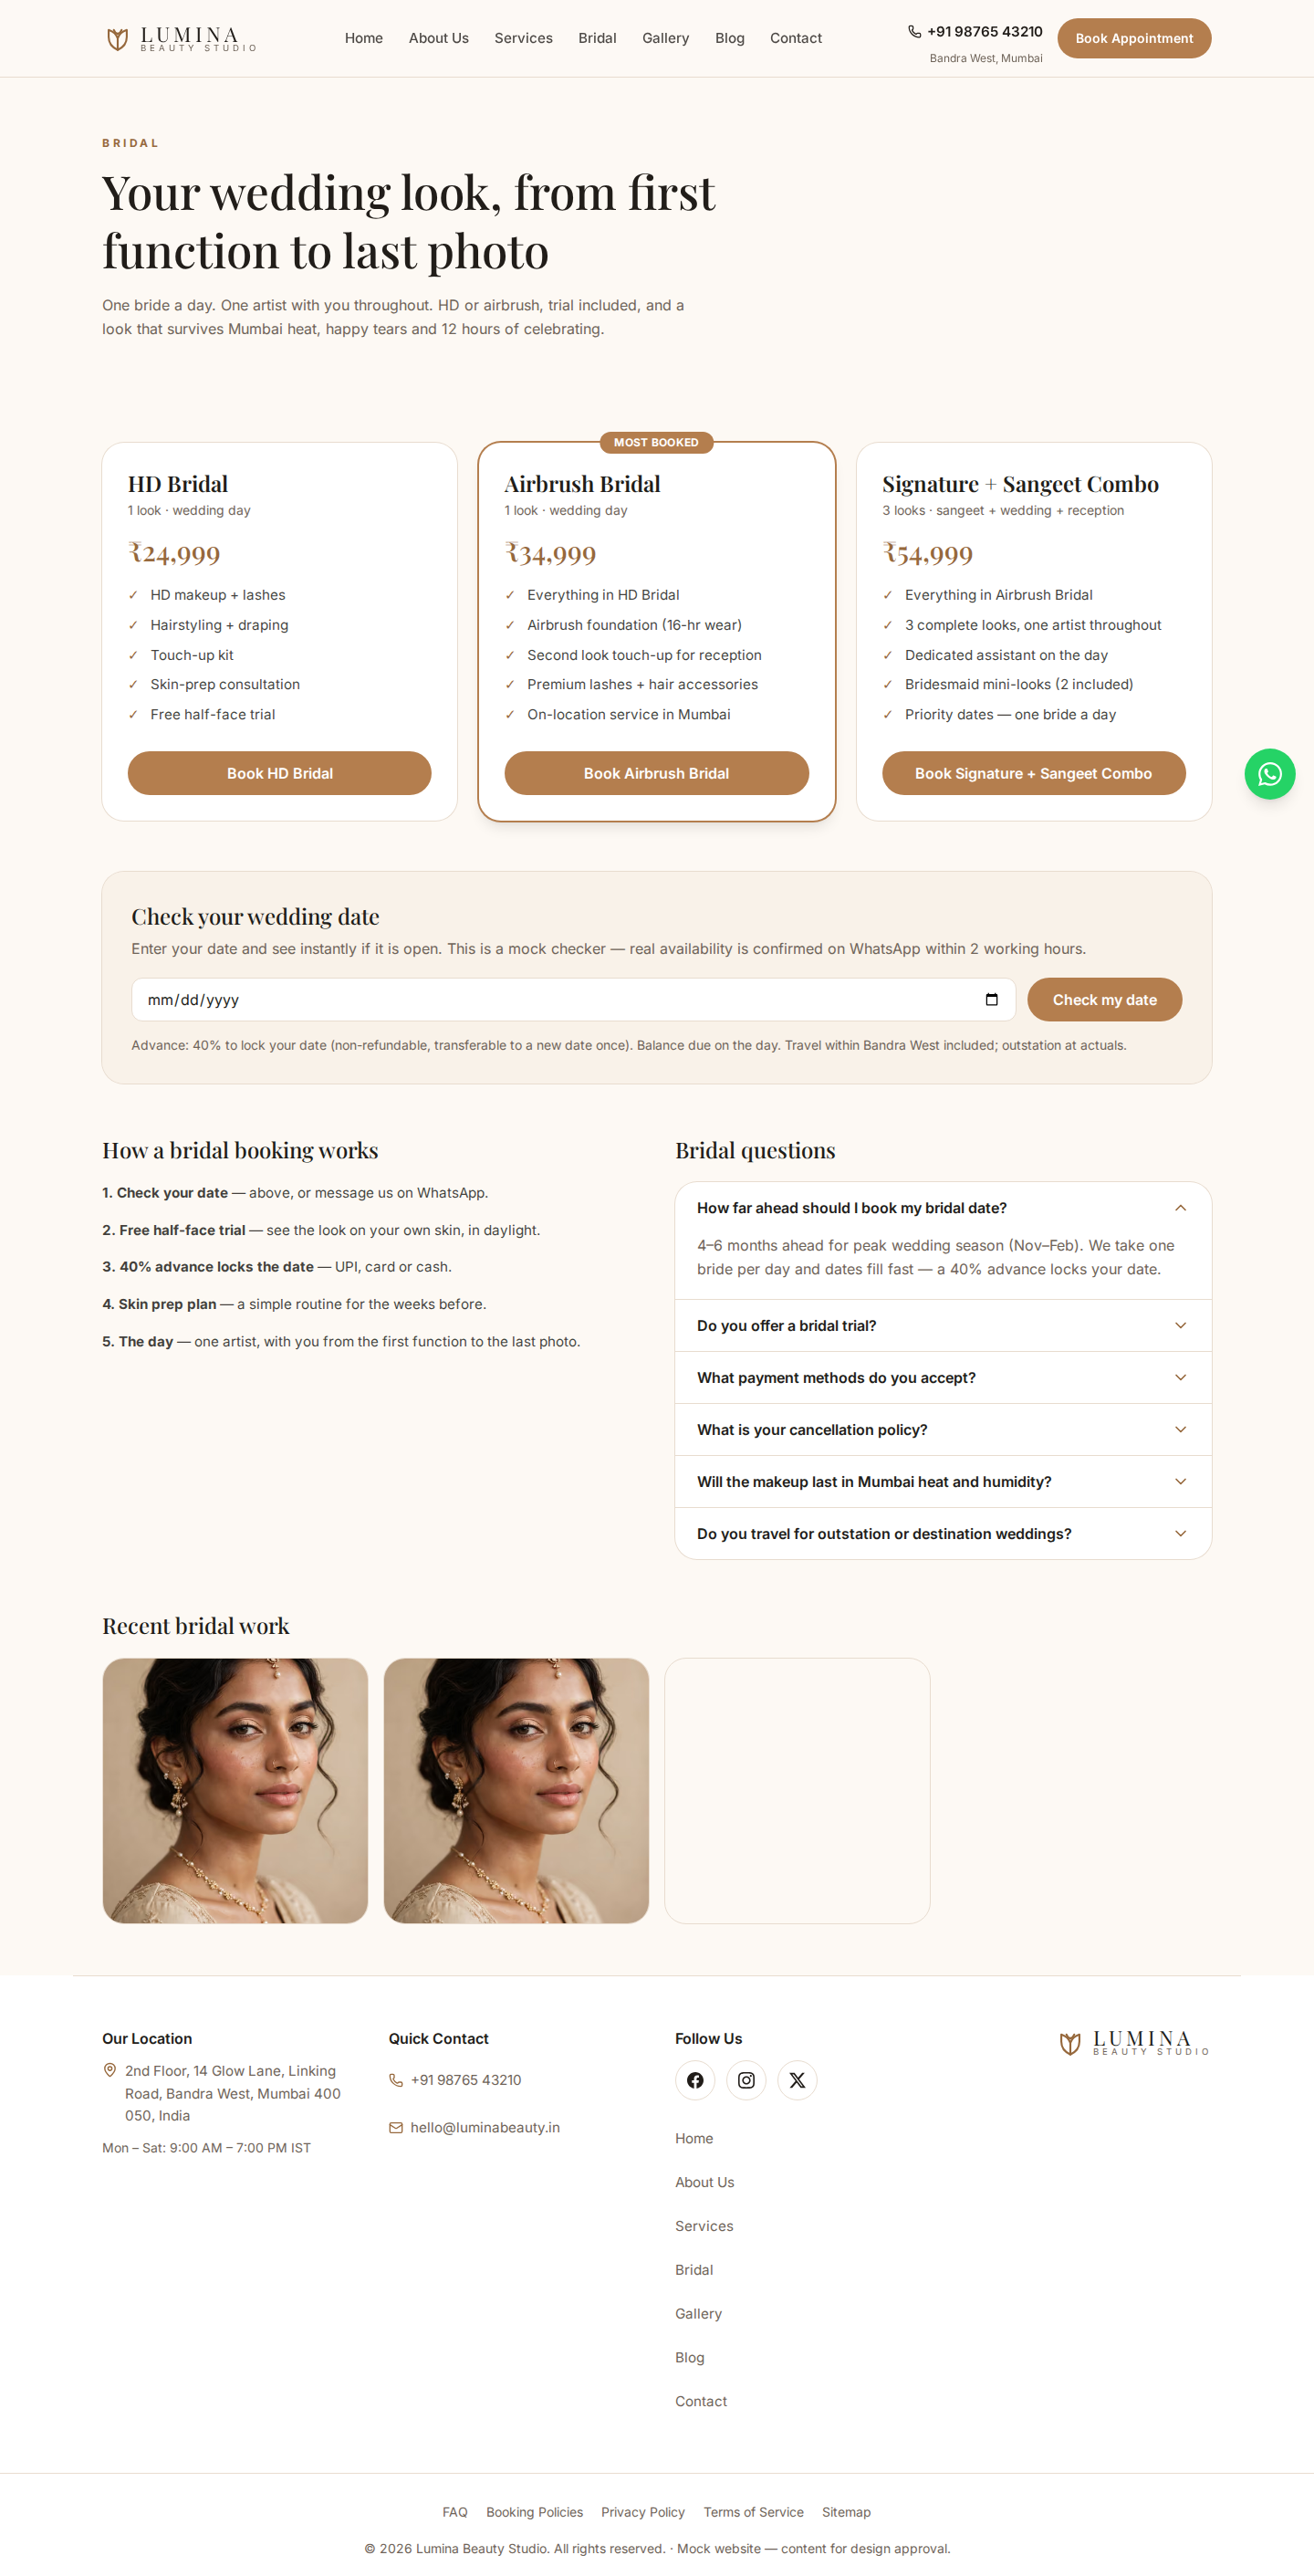 LUMINA
BEAUTY STUDIO
Home
About Us
Services
Bridal
Gallery
Blog
Contact
+91 98765 43210
Bandra West, Mumbai
Book Appointment
BRIDAL
Your wedding look, from first
function to last photo
One bride a day. One artist with you throughout. HD or airbrush, trial included, and a
look that survives Mumbai heat, happy tears and 12 hours of celebrating.
HD Bridal
1 look · wedding day
₹24,999
✓ HD makeup + lashes
✓ Hairstyling + draping
✓ Touch-up kit
✓ Skin-prep consultation
✓ Free half-face trial
Book HD Bridal
MOST BOOKED
Airbrush Bridal
1 look · wedding day
₹34,999
✓ Everything in HD Bridal
✓ Airbrush foundation (16-hr wear)
✓ Second look touch-up for reception
✓ Premium lashes + hair accessories
✓ On-location service in Mumbai
Book Airbrush Bridal
Signature + Sangeet Combo
3 looks · sangeet + wedding + reception
₹54,999
✓ Everything in Airbrush Bridal
✓ 3 complete looks, one artist throughout
✓ Dedicated assistant on the day
✓ Bridesmaid mini-looks (2 included)
✓ Priority dates — one bride a day
Book Signature + Sangeet Combo
Check your wedding date
Enter your date and see instantly if it is open. This is a mock checker — real availability is confirmed on WhatsApp within 2 working hours.
mm/dd/yyyy
Check my date
Advance: 40% to lock your date (non-refundable, transferable to a new date once). Balance due on the day. Travel within Bandra West included; outstation at actuals.
How a bridal booking works
1. Check your date — above, or message us on WhatsApp.
2. Free half-face trial — see the look on your own skin, in daylight.
3. 40% advance locks the date — UPI, card or cash.
4. Skin prep plan — a simple routine for the weeks before.
5. The day — one artist, with you from the first function to the last photo.
Bridal questions
How far ahead should I book my bridal date?
4–6 months ahead for peak wedding season (Nov–Feb). We take one
bride per day and dates fill fast — a 40% advance locks your date.
Do you offer a bridal trial?
What payment methods do you accept?
What is your cancellation policy?
Will the makeup last in Mumbai heat and humidity?
Do you travel for outstation or destination weddings?
Recent bridal work
Our Location
2nd Floor, 14 Glow Lane, Linking
Road, Bandra West, Mumbai 400
050, India
Mon – Sat: 9:00 AM – 7:00 PM IST
Quick Contact
+91 98765 43210
hello@luminabeauty.in
Follow Us
Home
About Us
Services
Bridal
Gallery
Blog
Contact
LUMINA
BEAUTY STUDIO
FAQ
Booking Policies
Privacy Policy
Terms of Service
Sitemap
© 2026 Lumina Beauty Studio. All rights reserved. · Mock website — content for design approval.